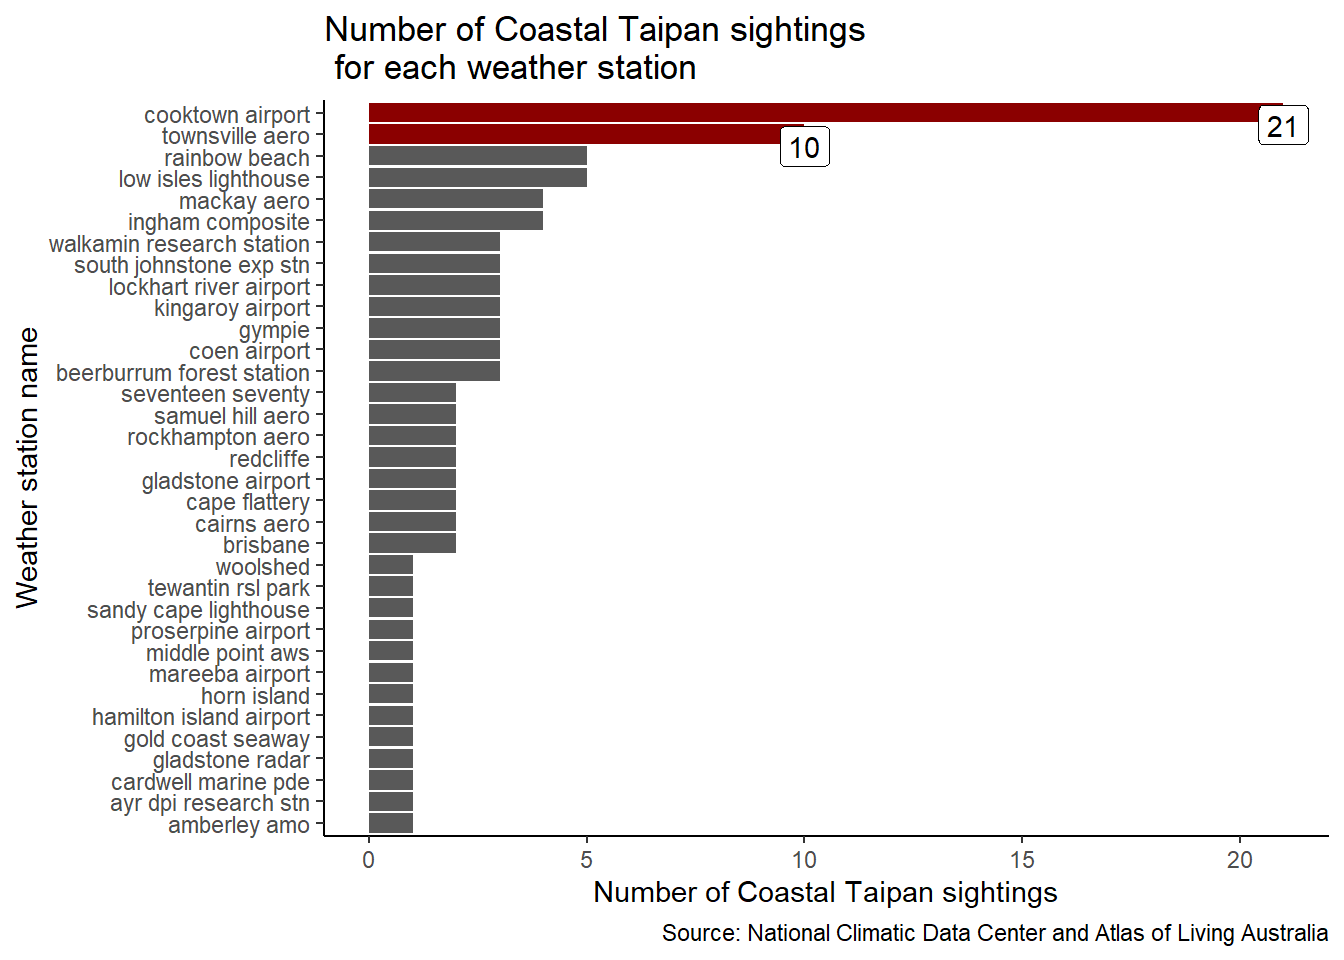 Number of Coastal Taipan sightings
for each weather station
Weather station name
cooktown airport
townsville aero
rainbow beach
low isles lighthouse
mackay aero
ingham composite
walkamin research station
south johnstone exp stn
lockhart river airport
kingaroy airport
gympie
coen airport
beerburrum forest station
seventeen seventy
samuel hill aero
rockhampton aero
redcliffe
gladstone airport
cape flattery
cairns aero
brisbane
woolshed
tewantin rsl park
sandy cape lighthouse
proserpine airport
middle point aws
mareeba airport
horn island
hamilton island airport
gold coast seaway
gladstone radar
cardwell marine pde
ayr dpi research stn
amberley amo
21
10
0 5 10 15 20
Number of Coastal Taipan sightings
Source: National Climatic Data Center and Atlas of Living Australia